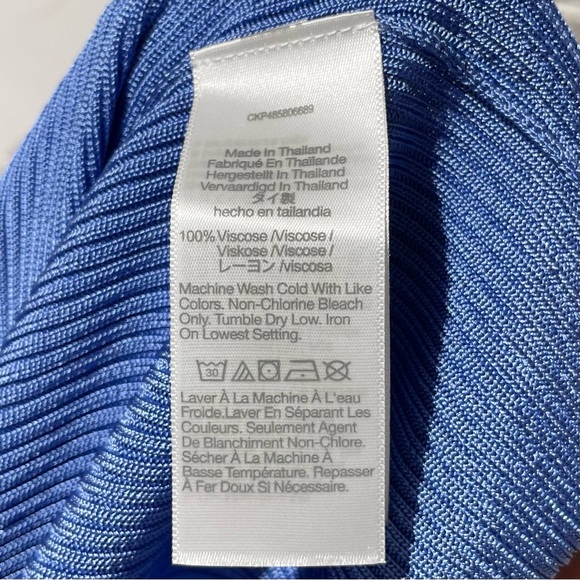 CKP485806689
Made In Thailand
Fabriqué En Thaïlande
Hergestellt In Thailand
Vervaardigd In Thailand
タイ製
hecho en tailandia
100% Viscose /Viscose /
Viskose /Viscose /
レーヨン /Viscosa
Machine Wash Cold With Like
Colors. Non-Chlorine Bleach
Only. Tumble Dry Low. Iron
On Lowest Setting.
30
Laver À La Machine À L'eau
Froide.Laver En Séparant Les
Couleurs. Seulement Agent
De Blanchiment Non-Chlore.
Sécher À La Machine À
Basse Température. Repasser
À Fer Doux Si Nécessaire.